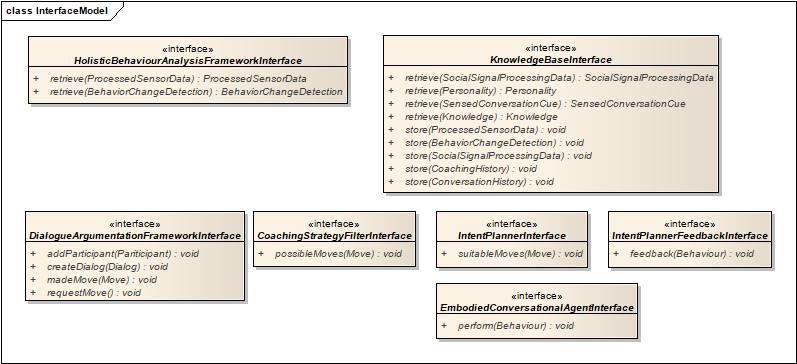 class InterfaceModel
«interface»
HolisticBehaviourAnalysisFrameworkInterface
+ retrieve(ProcessedSensorData) : ProcessedSensorData
+ retrieve(BehaviorChangeDetection) : BehaviorChangeDetection
«interface»
KnowledgeBaseInterface
+ retrieve(SocialSignalProcessingData) : SocialSignalProcessingData
+ retrieve(Personality) : Personality
+ retrieve(SensedConversationCue) : SensedConversationCue
+ retrieve(Knowledge) : Knowledge
+ store(ProcessedSensorData) : void
+ store(BehaviorChangeDetection) : void
+ store(SocialSignalProcessingData) : void
+ store(CoachingHistory) : void
+ store(ConversationHistory) : void
«interface»
DialogueArgumentationFrameworkInterface
+ addParticipant(Pariticipant) : void
+ createDialog(Dialog) : void
+ madeMove(Move) : void
+ requestMove() : void
«interface»
CoachingStrategyFilterInterface
+ possibleMoves(Move) : void
«interface»
IntentPlannerInterface
+ suitableMoves(Move) : void
«interface»
IntentPlannerFeedbackInterface
+ feedback(Behaviour) : void
«interface»
EmbodiedConversationalAgentInterface
+ perform(Behaviour) : void